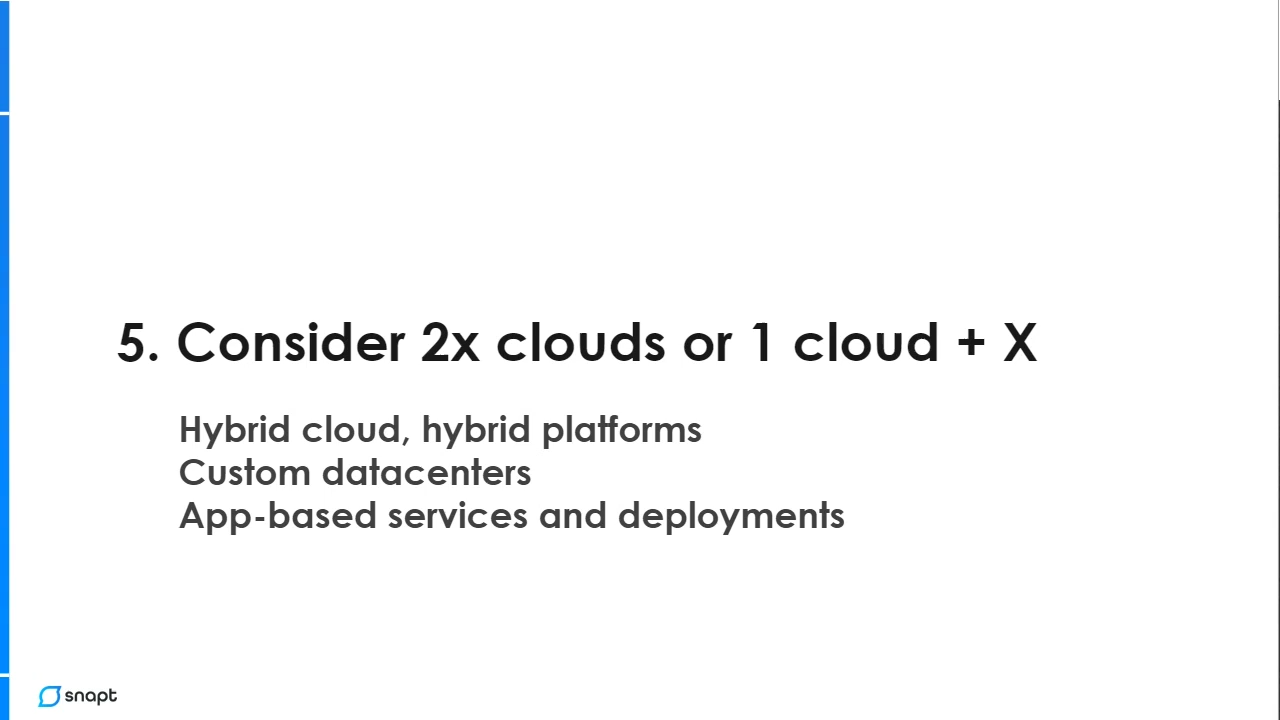 5. Consider 2x clouds or 1 cloud + X
Hybrid cloud, hybrid platforms
Custom datacenters
App-based services and deployments
snapt